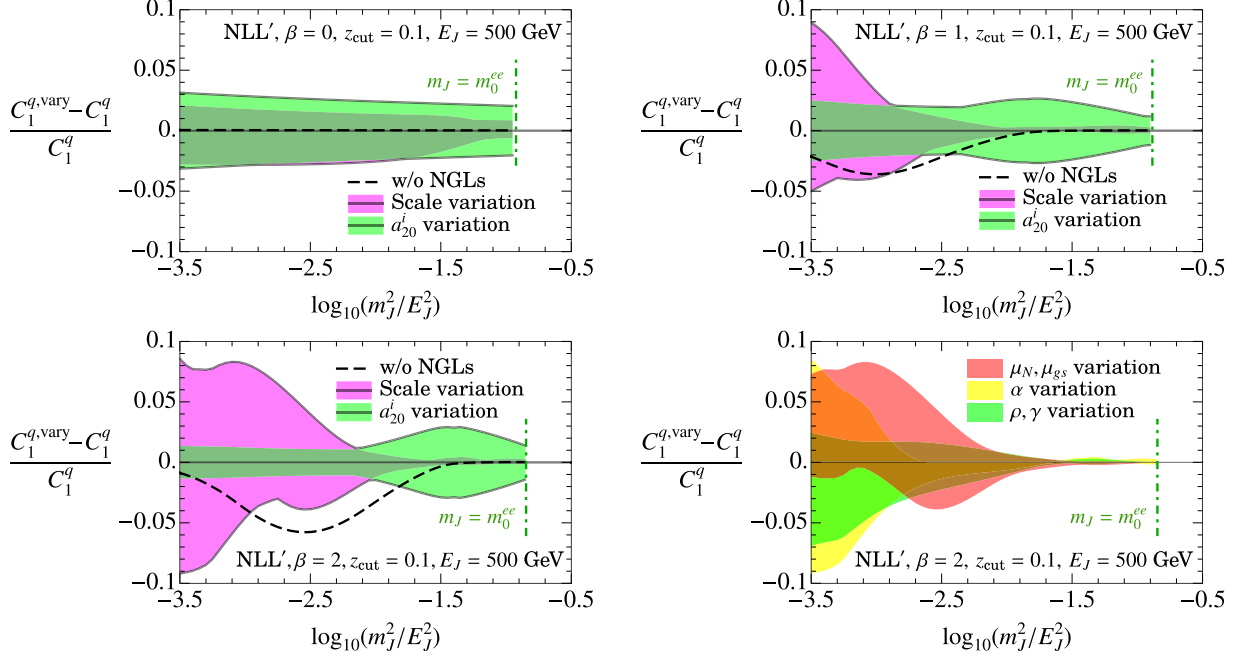 NLL′, β = 0, z_cut = 0.1, E_J = 500 GeV
0.1
0.05
0.
−0.05
−0.1
(C_1^{q,vary} − C_1^q) / C_1^q
m_J = m_0^{ee}
w/o NGLs
Scale variation
a_{20}^i variation
−3.5 −2.5 −1.5 −0.5
log_10(m_J^2/E_J^2)
NLL′, β = 1, z_cut = 0.1, E_J = 500 GeV
0.1
0.05
0.
−0.05
−0.1
(C_1^{q,vary} − C_1^q) / C_1^q
m_J = m_0^{ee}
w/o NGLs
Scale variation
a_{20}^i variation
−3.5 −2.5 −1.5 −0.5
log_10(m_J^2/E_J^2)
0.1
0.05
0.
−0.05
−0.1
(C_1^{q,vary} − C_1^q) / C_1^q
w/o NGLs
Scale variation
a_{20}^i variation
m_J = m_0^{ee}
NLL′, β = 2, z_cut = 0.1, E_J = 500 GeV
−3.5 −2.5 −1.5 −0.5
log_10(m_J^2/E_J^2)
0.1
0.05
0.
−0.05
−0.1
(C_1^{q,vary} − C_1^q) / C_1^q
μ_N, μ_gs variation
α variation
ρ, γ variation
m_J = m_0^{ee}
NLL′, β = 2, z_cut = 0.1, E_J = 500 GeV
−3.5 −2.5 −1.5 −0.5
log_10(m_J^2/E_J^2)